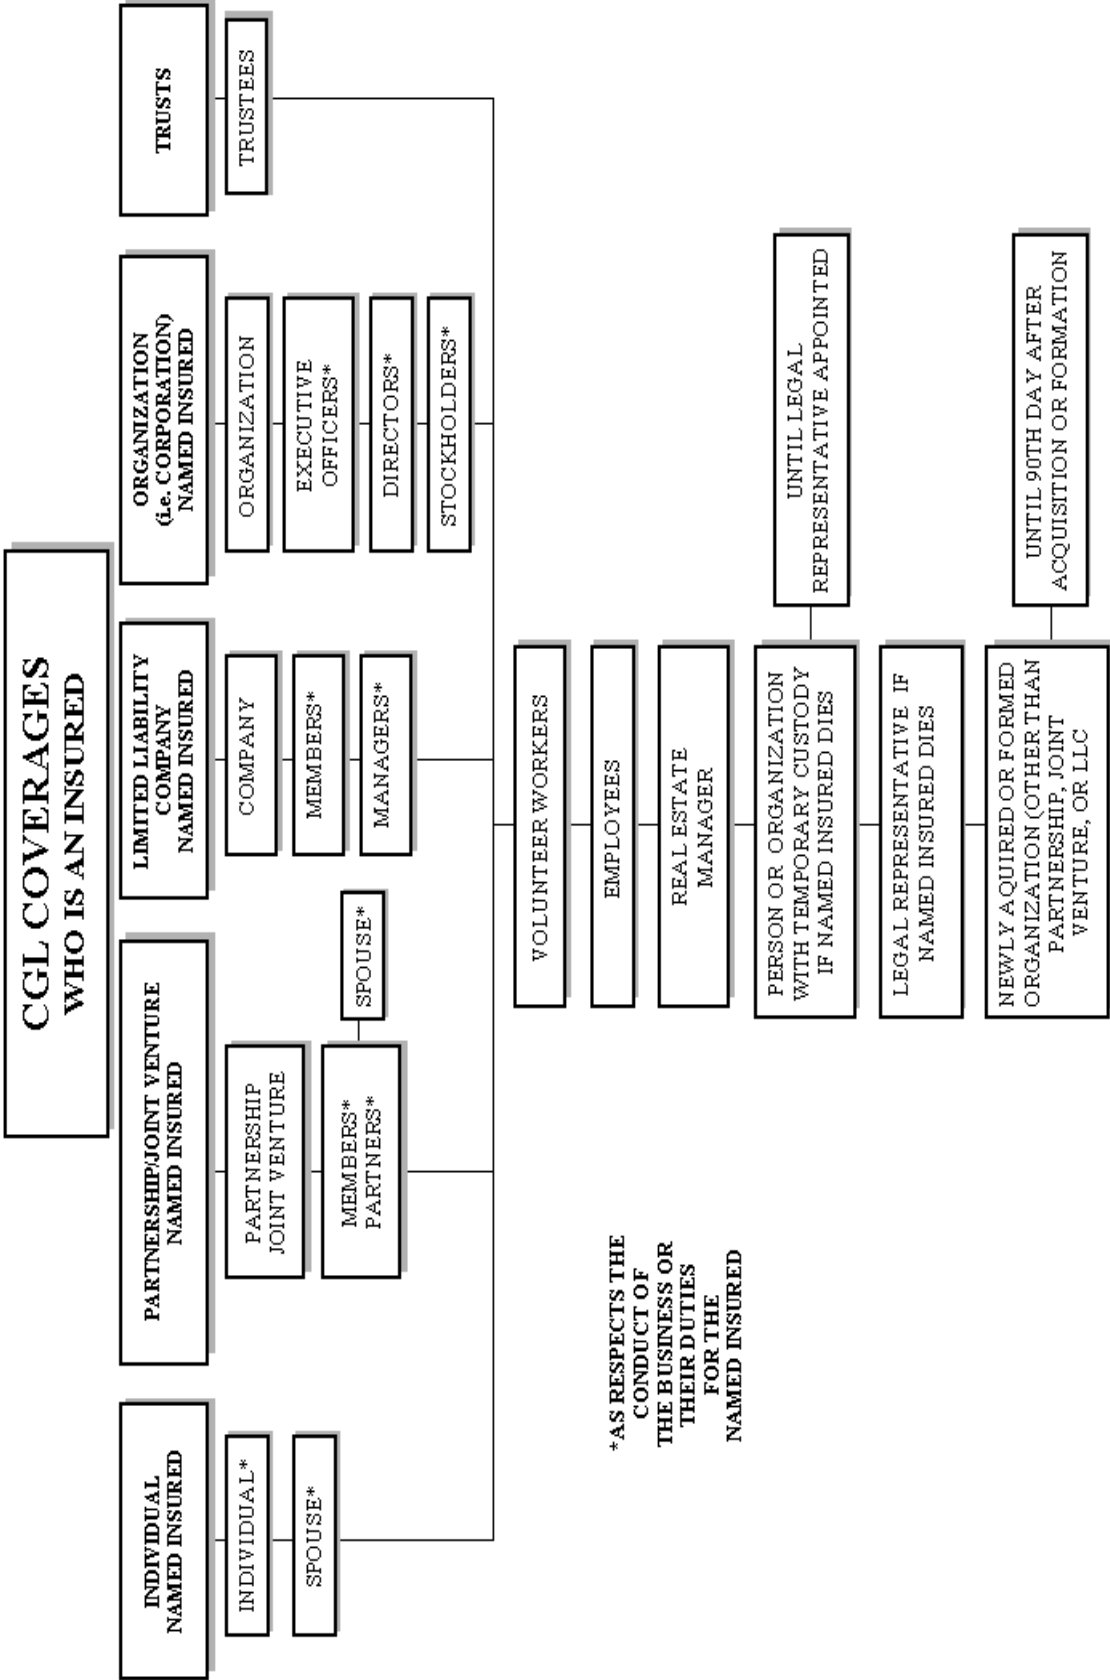 CGL COVERAGES
WHO IS AN INSURED
INDIVIDUAL
NAMED INSURED
INDIVIDUAL*
SPOUSE*
PARTNERSHIP/JOINT VENTURE
NAMED INSURED
PARTNERSHIP
JOINT VENTURE
MEMBERS*
PARTNERS*
SPOUSE*
LIMITED LIABILITY
COMPANY
NAMED INSURED
COMPANY
MEMBERS*
MANAGERS*
ORGANIZATION
(i.e. CORPORATION)
NAMED INSURED
ORGANIZATION
EXECUTIVE
OFFICERS*
DIRECTORS*
STOCKHOLDERS*
TRUSTS
TRUSTEES
VOLUNTEER WORKERS
EMPLOYEES
REAL ESTATE
MANAGER
PERSON OR ORGANIZATION
WITH TEMPORARY CUSTODY
IF NAMED INSURED DIES
UNTIL LEGAL
REPRESENTATIVE APPOINTED
LEGAL REPRESENTATIVE IF
NAMED INSURED DIES
NEWLY AQUIRED OR FORMED
ORGANIZATION (OTHER THAN
PARTNERSHIP, JOINT
VENTURE, OR LLC
UNTIL 90TH DAY AFTER
ACQUISITION OR FORMATION
*AS RESPECTS THE
CONDUCT OF
THE BUSINESS OR
THEIR DUTIES
FOR THE
NAMED INSURED